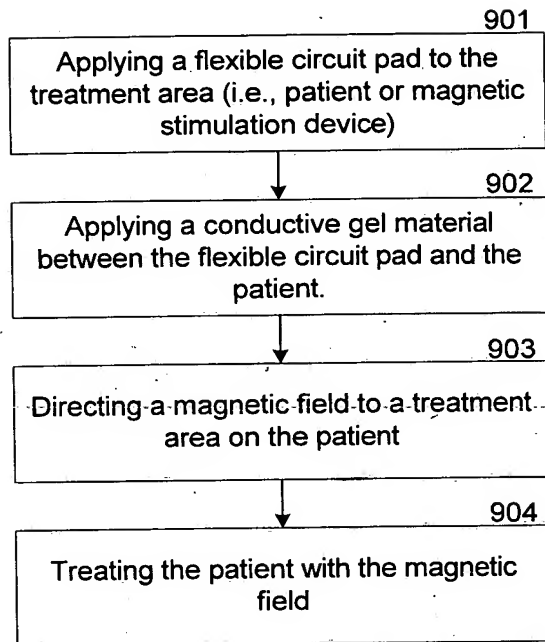 901
Applying a flexible circuit pad to the
treatment area (i.e., patient or magnetic
stimulation device)
902
Applying a conductive gel material
between the flexible circuit pad and the
patient.
903
Directing a magnetic field to a treatment
area on the patient
904
Treating the patient with the magnetic
field